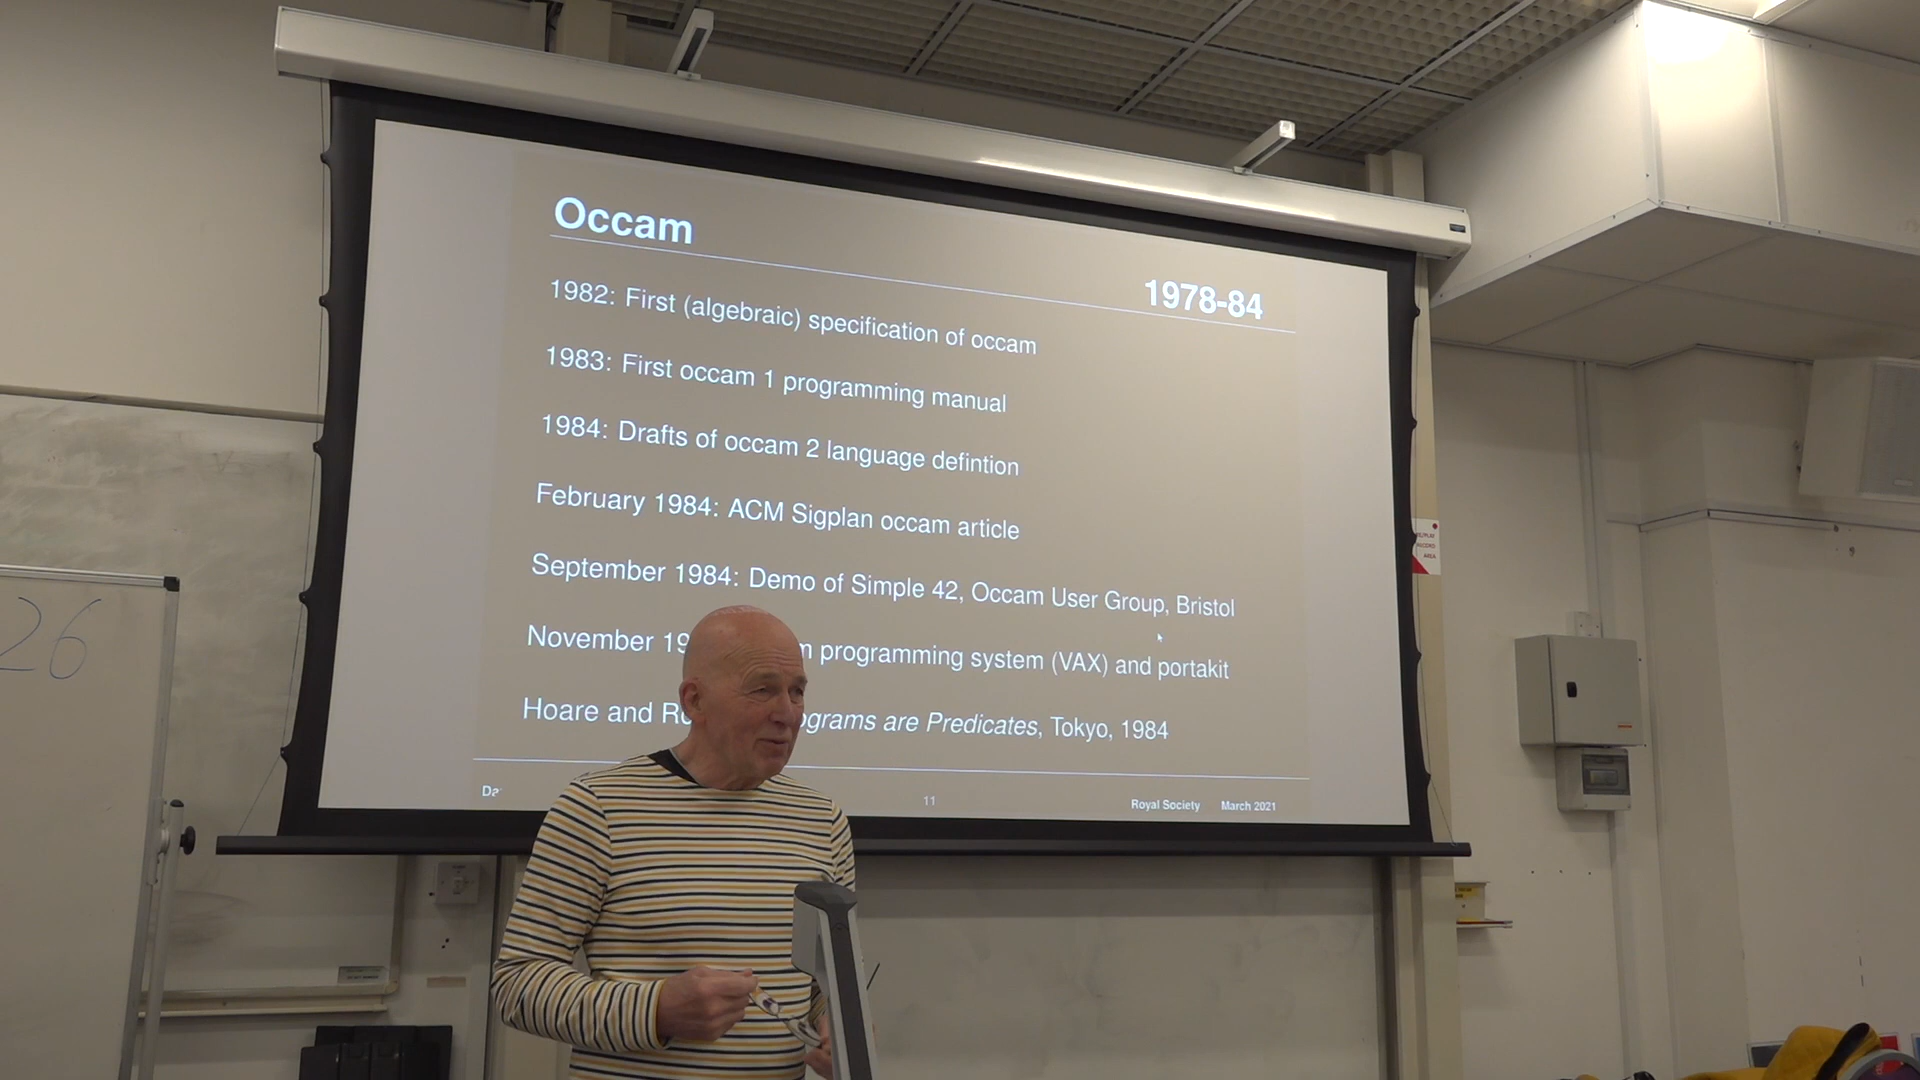 Occam
1978-84
1982: First (algebraic) specification of occam
1983: First occam 1 programming manual
1984: Drafts of occam 2 language defintion
February 1984: ACM Sigplan occam article
September 1984: Demo of Simple 42, Occam User Group, Bristol
November programming system (VAX) and portakit
Hoare and are Predicates, Tokyo, 1984
11
Royal Society March 2021
26